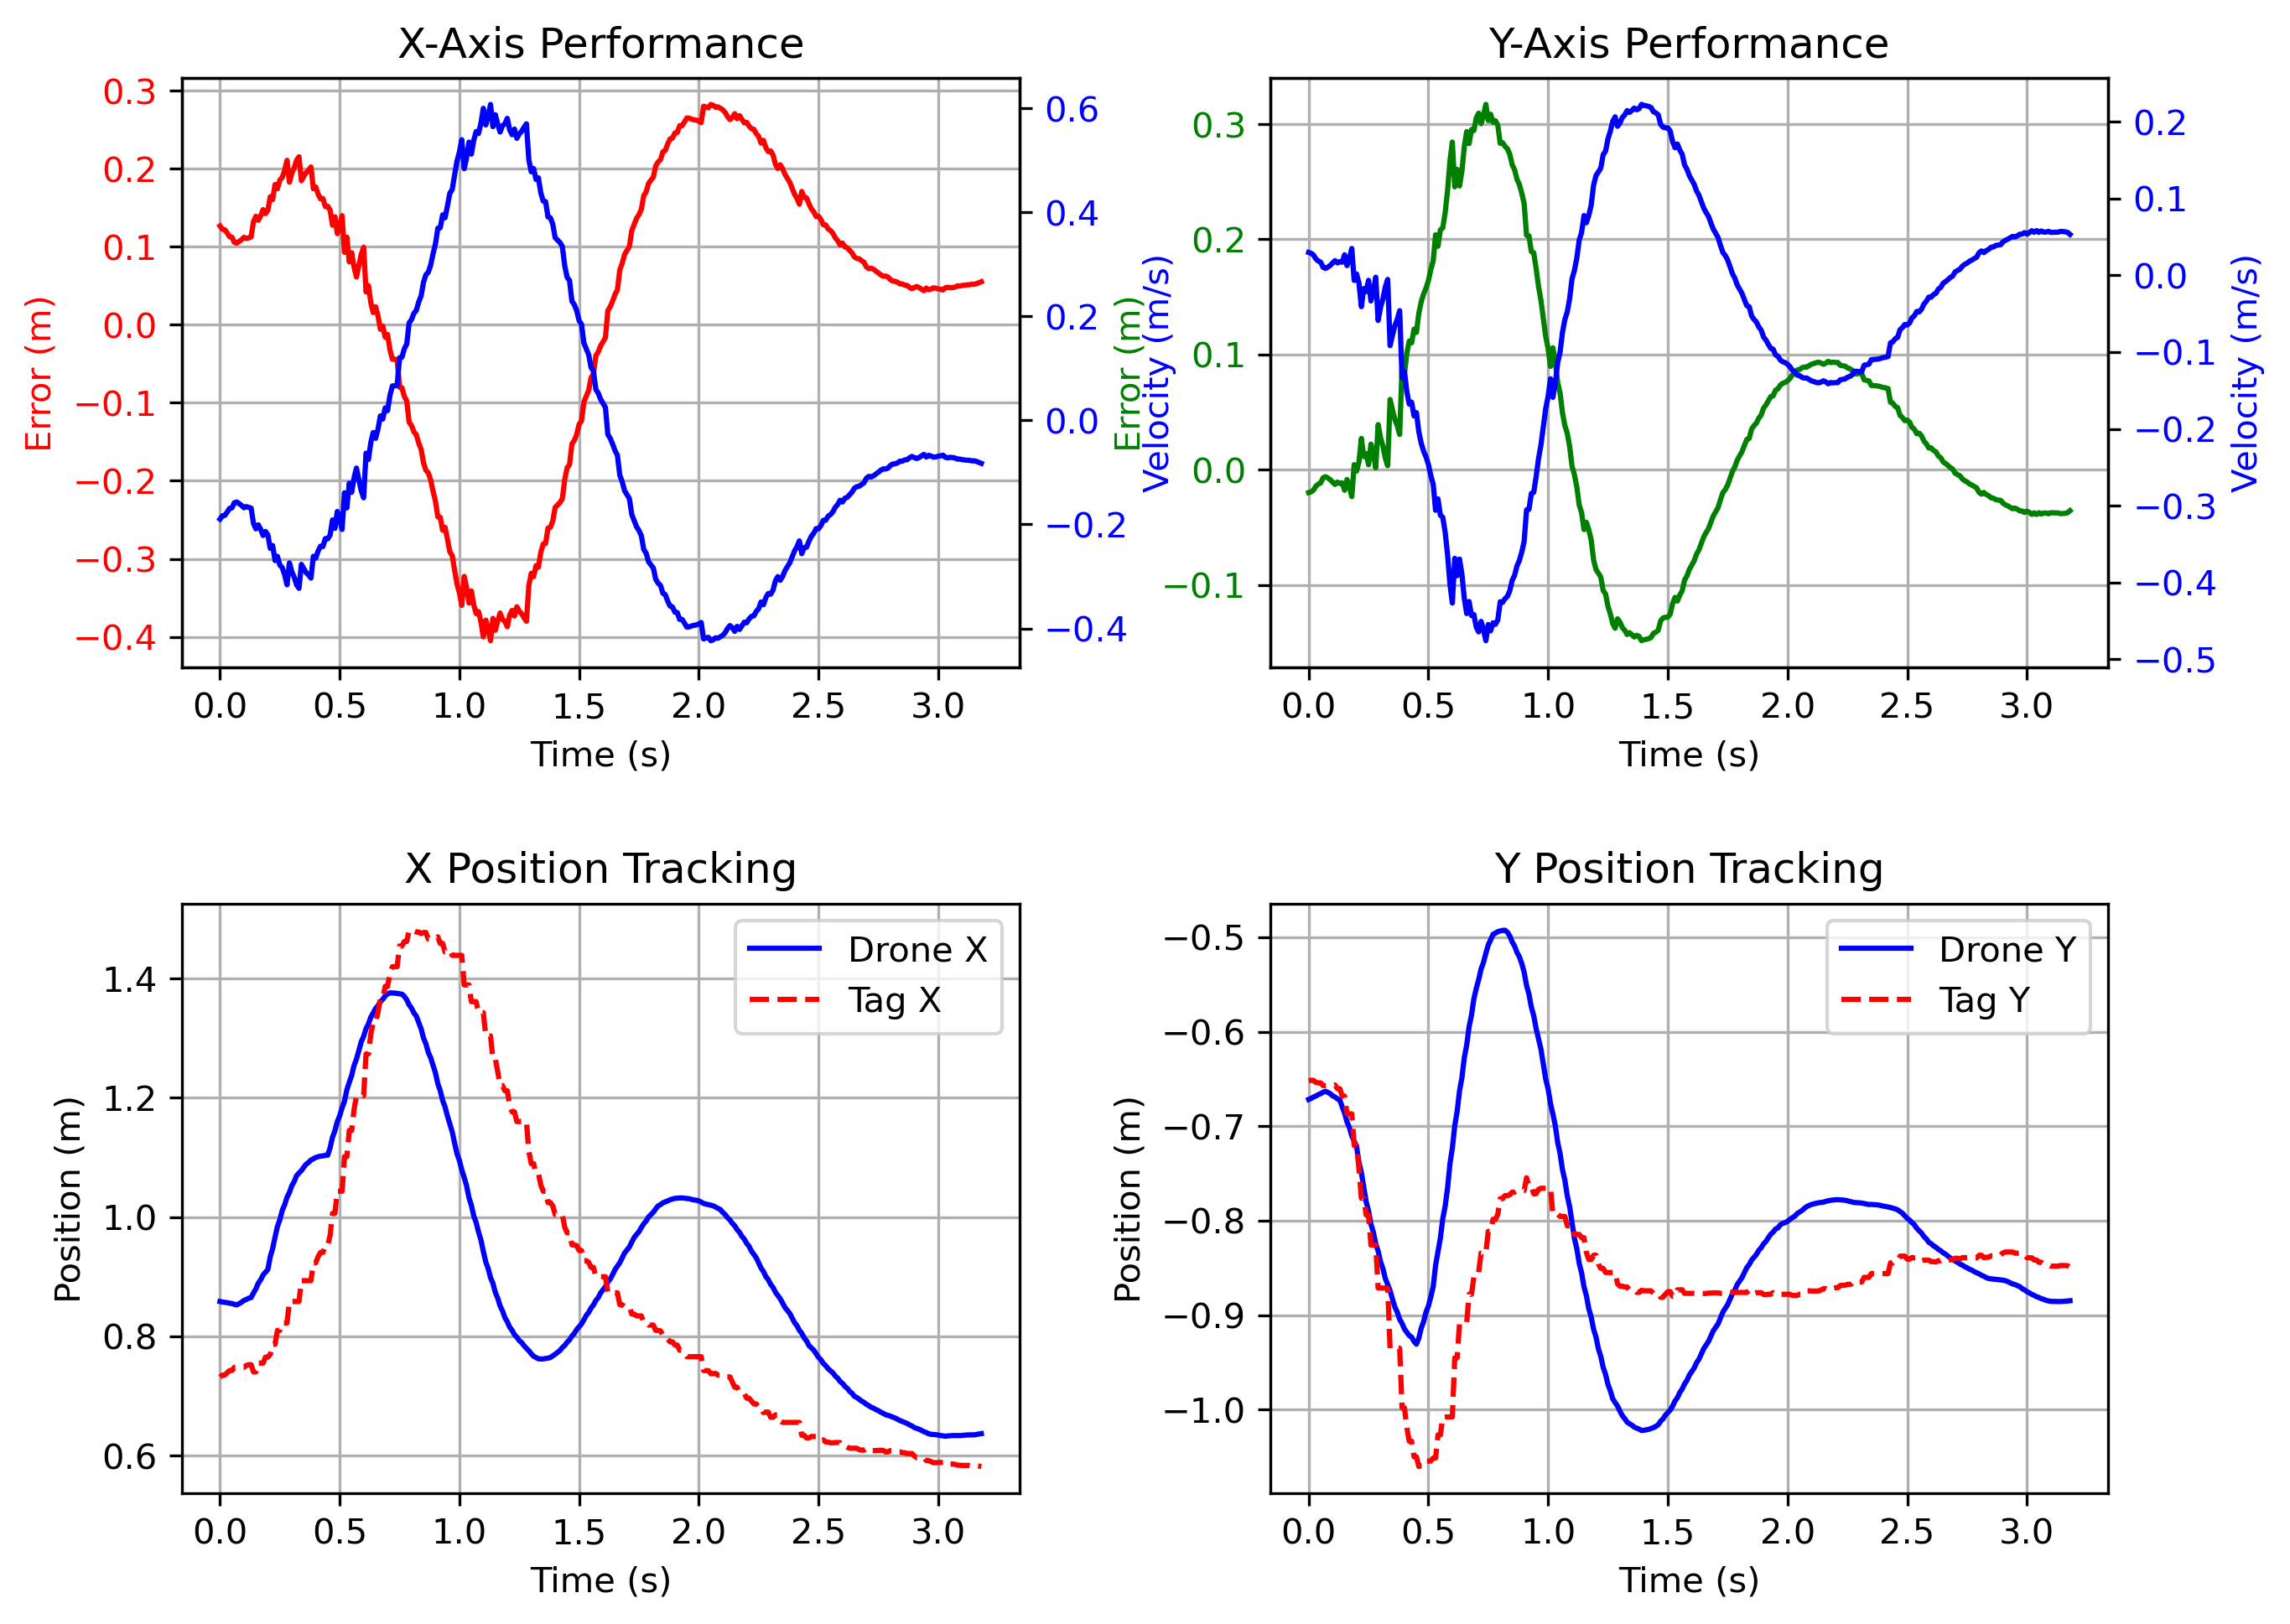 X-Axis Performance
Error (m)
0.3
0.2
0.1
0.0
−0.1
−0.2
−0.3
−0.4
0.6
0.4
0.2
0.0
−0.2
−0.4
Velocity (m/s)
0.0 0.5 1.0 1.5 2.0 2.5 3.0
Time (s)
Y-Axis Performance
Error (m)
0.3
0.2
0.1
0.0
−0.1
0.2
0.1
0.0
−0.1
−0.2
−0.3
−0.4
−0.5
Velocity (m/s)
0.0 0.5 1.0 1.5 2.0 2.5 3.0
Time (s)
X Position Tracking
Position (m)
1.4
1.2
1.0
0.8
0.6
Drone X
Tag X
0.0 0.5 1.0 1.5 2.0 2.5 3.0
Time (s)
Y Position Tracking
Position (m)
−0.5
−0.6
−0.7
−0.8
−0.9
−1.0
Drone Y
Tag Y
0.0 0.5 1.0 1.5 2.0 2.5 3.0
Time (s)